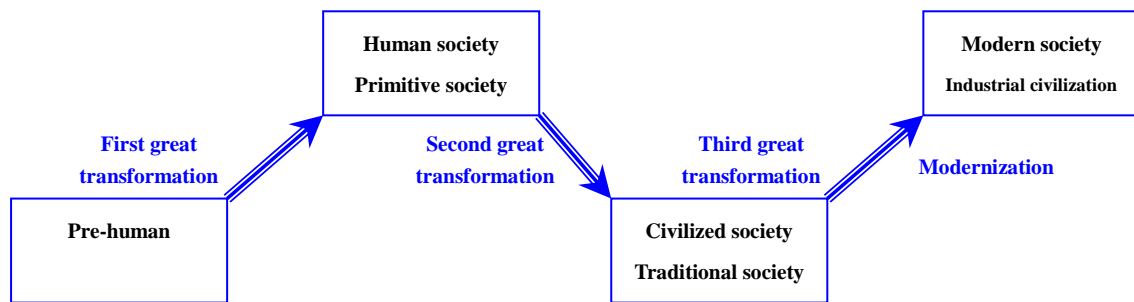 Human society
Primitive society
Modern society
Industrial civilization
First great
transformation
Second great
transformation
Third great
transformation
Modernization
Pre-human
Civilized society
Traditional society